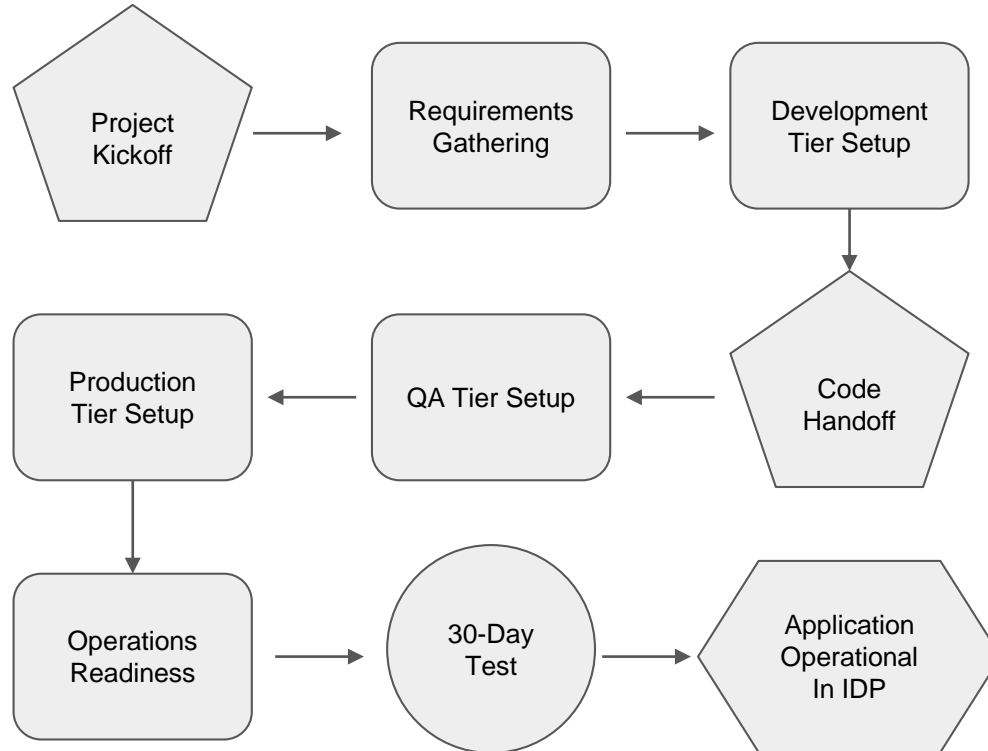 Project
Kickoff
Requirements
Gathering
Development
Tier Setup
Code
Handoff
QA Tier Setup
Production
Tier Setup
Operations
Readiness
30-Day
Test
Application
Operational
In IDP